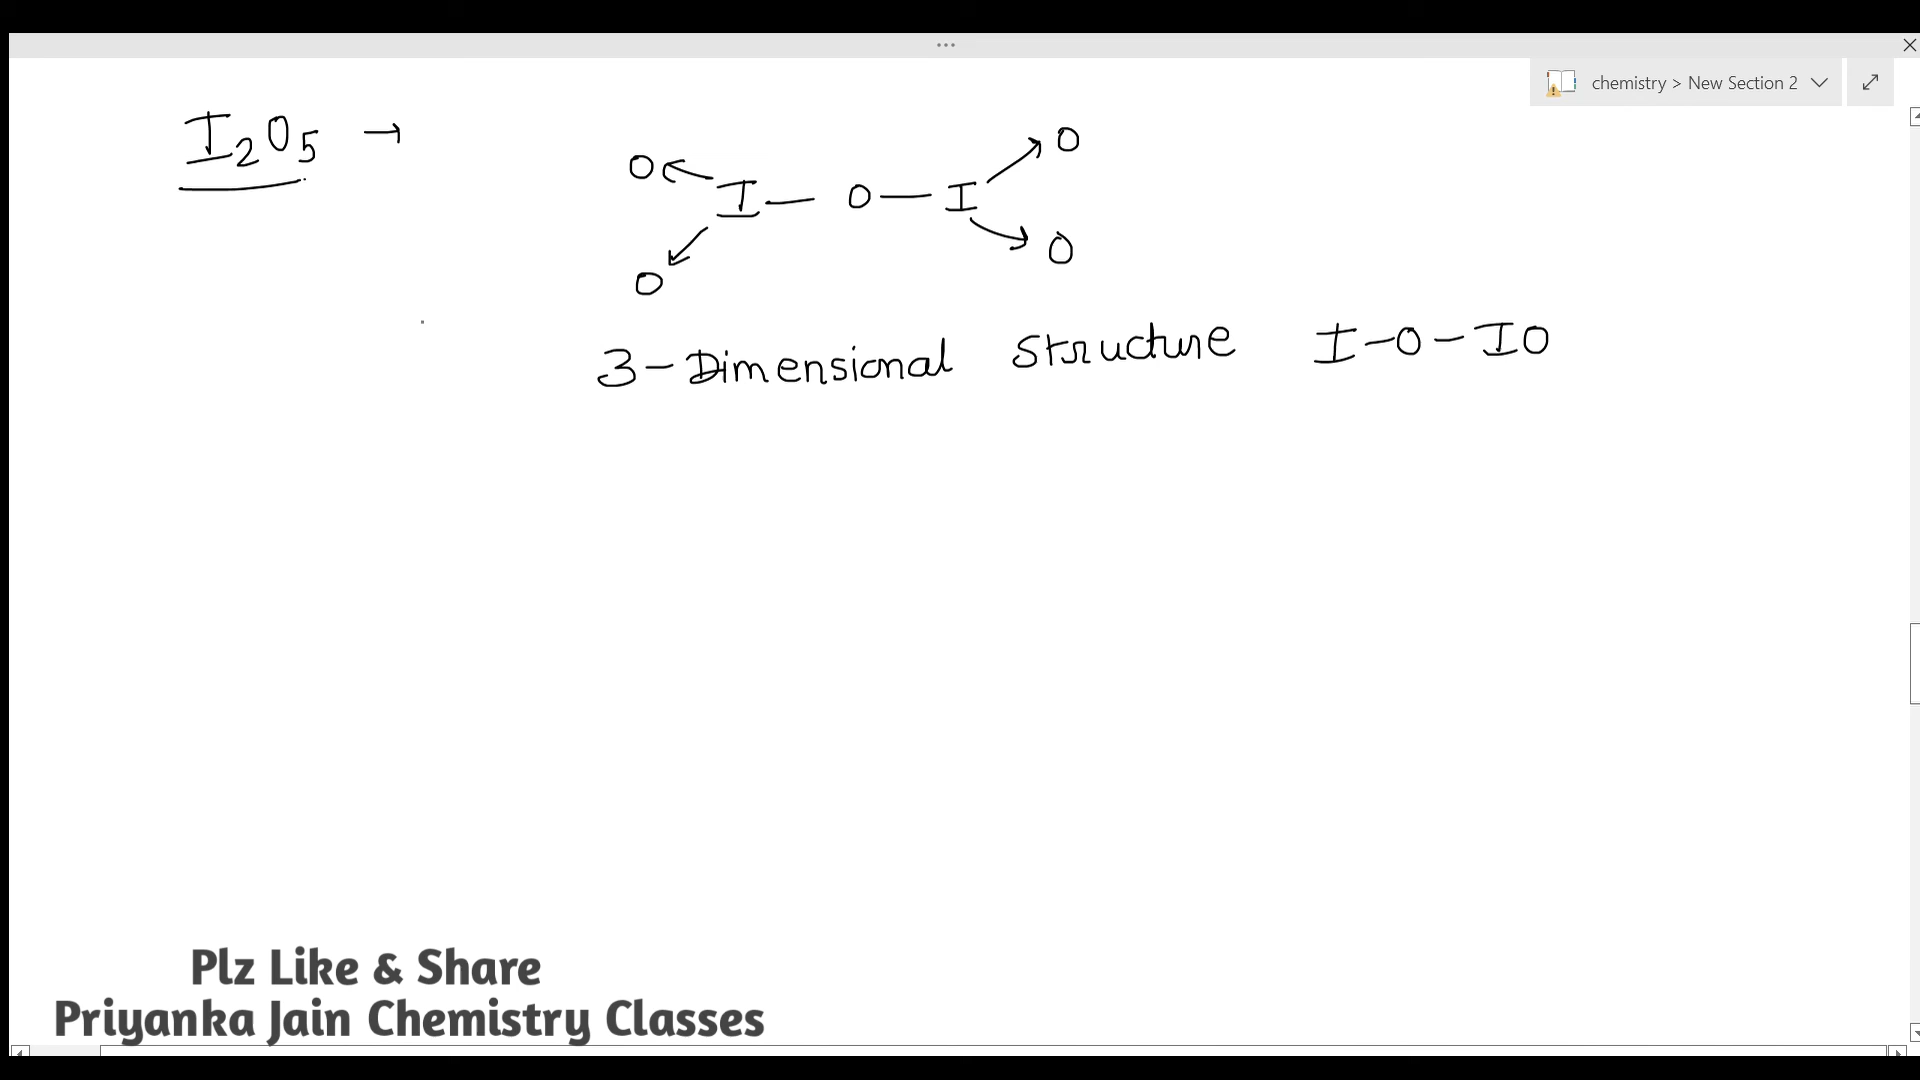 ... 
chemistry > New Section 2
I₂O₅ →
O ← I — O — I → O
O O
3-Dimensional Structure I-O-IO
Plz Like & Share
Priyanka Jain Chemistry Classes